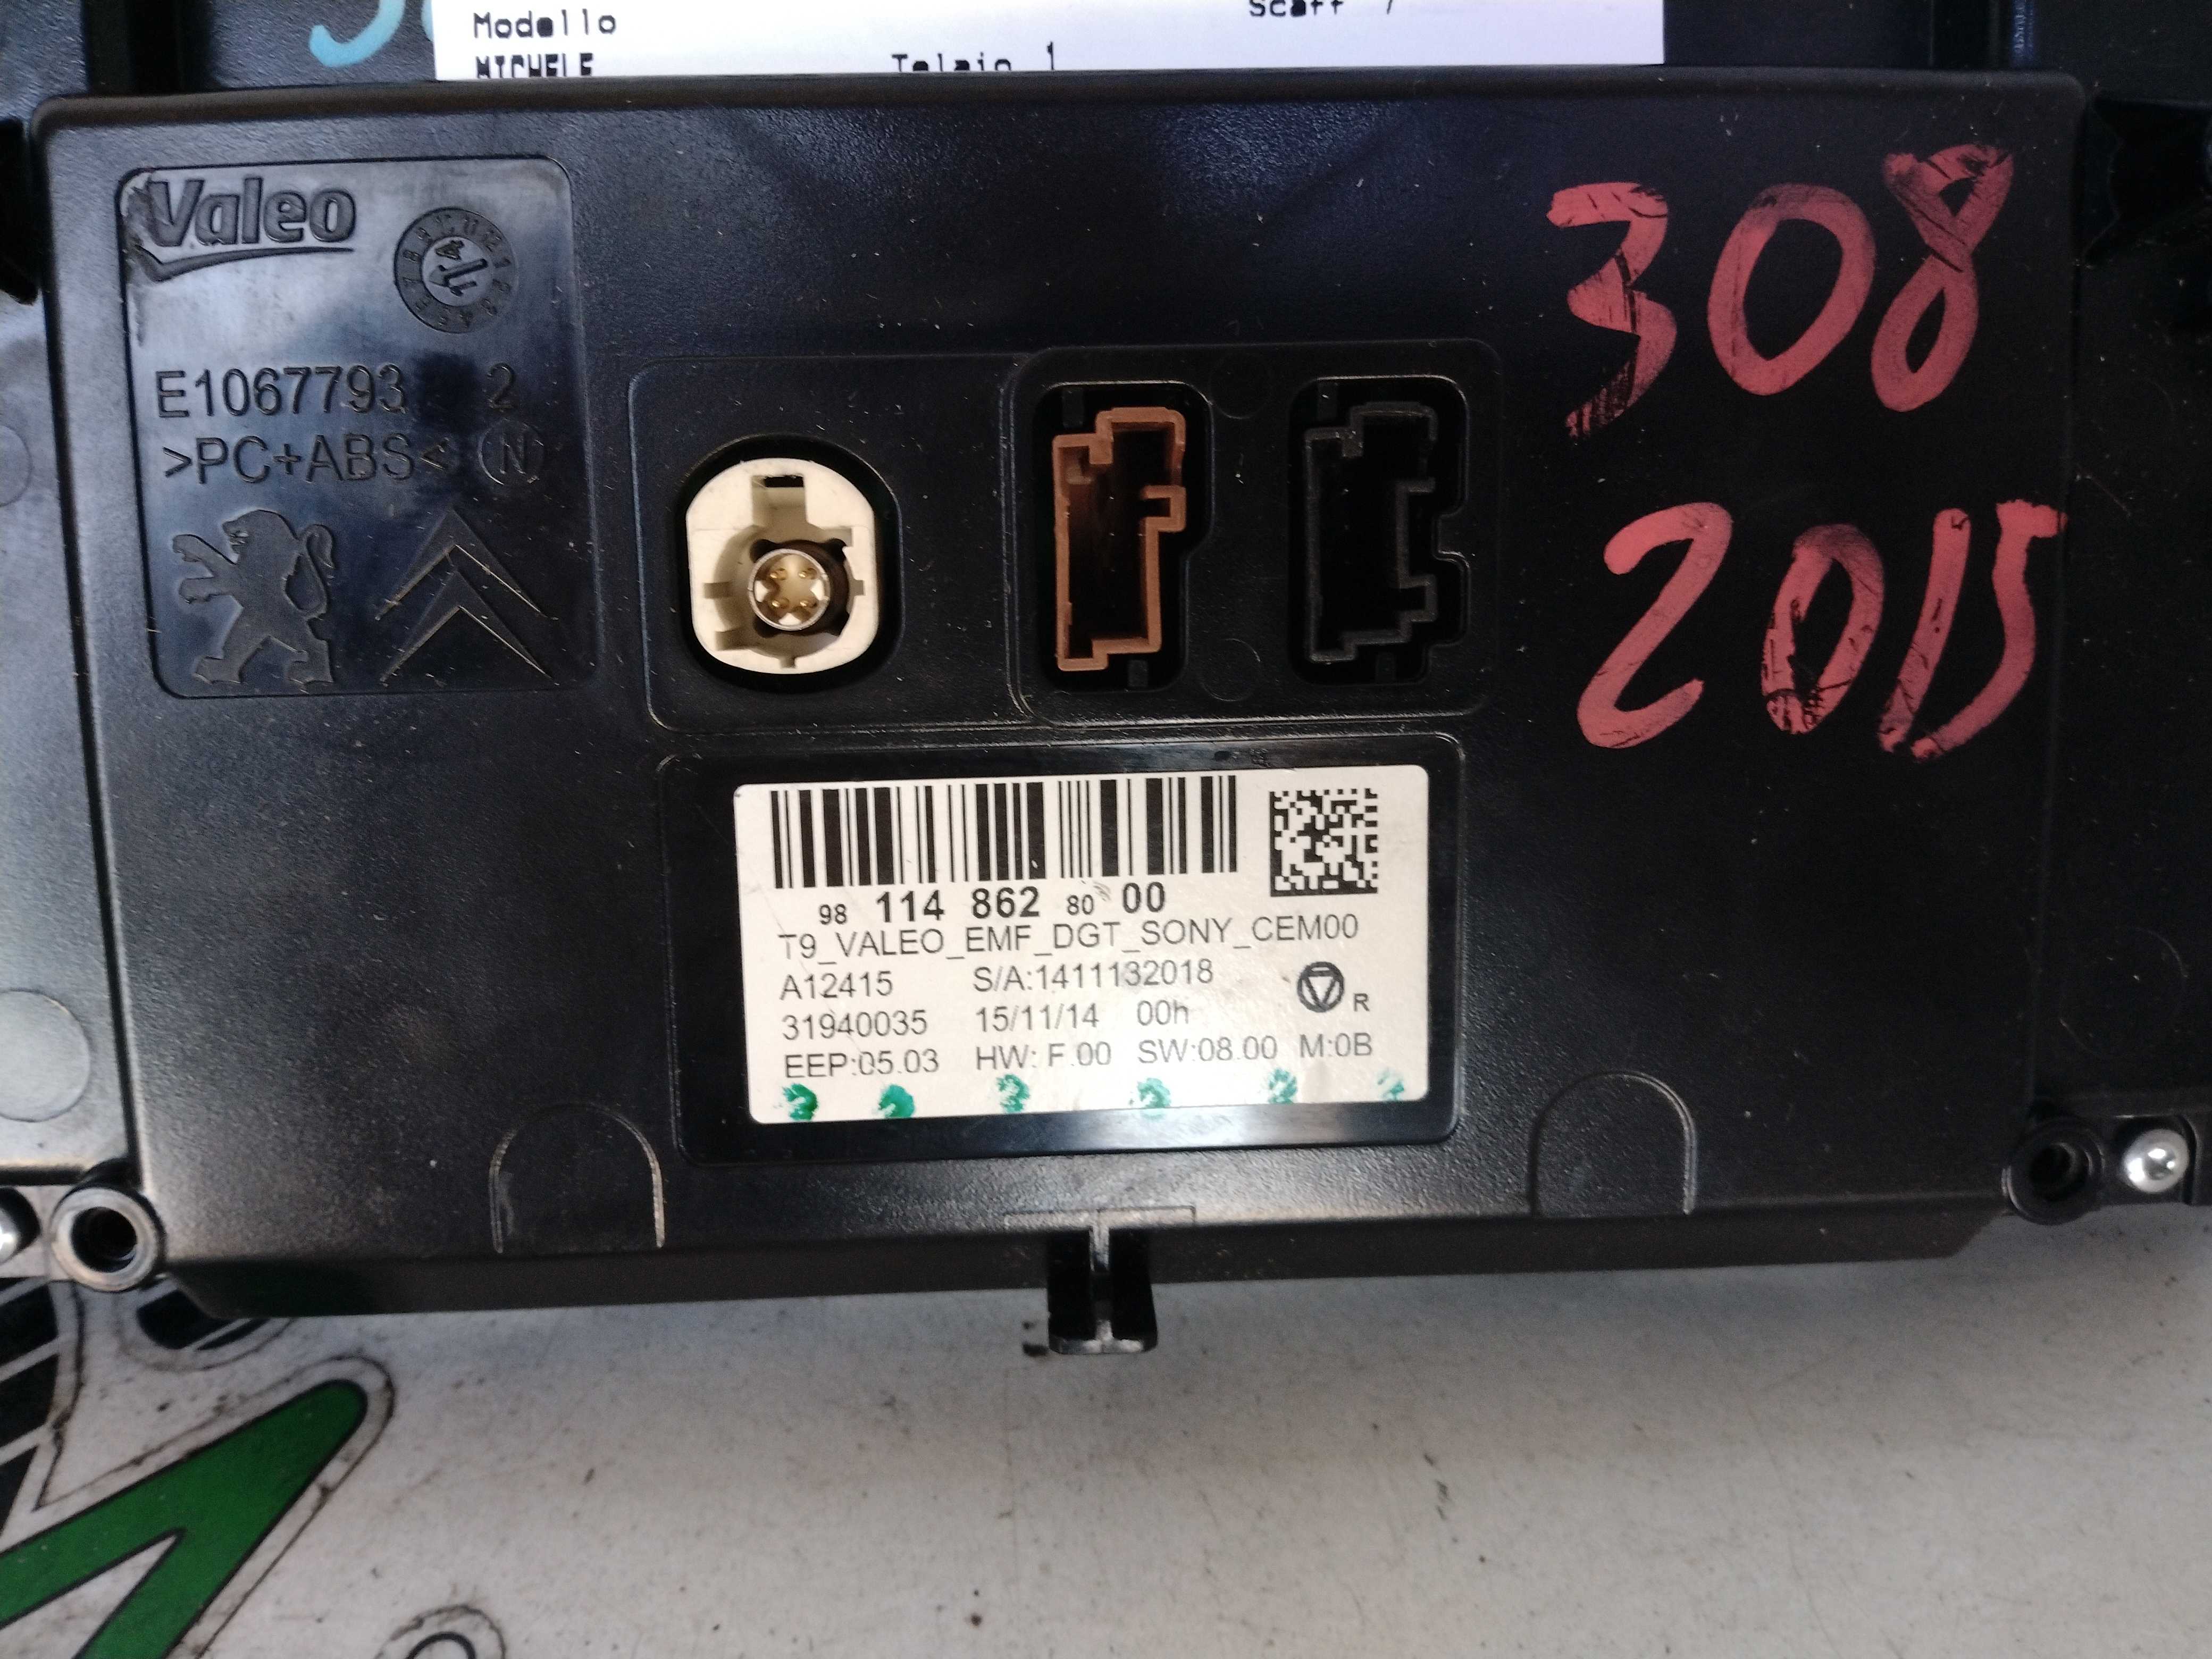 Modello
Scaff 7
MICHELE
Telaio 1
Valeo
E1067793 2
>PC+ABS< N
308
2015
98 114 862 80 00
T9_VALEO_EMF_DGT_SONY_CEM00
A12415 S/A:1411132018
31940035 15/11/14 00h R
EEP:05.03 HW: F.00 SW:08.00 M:0B